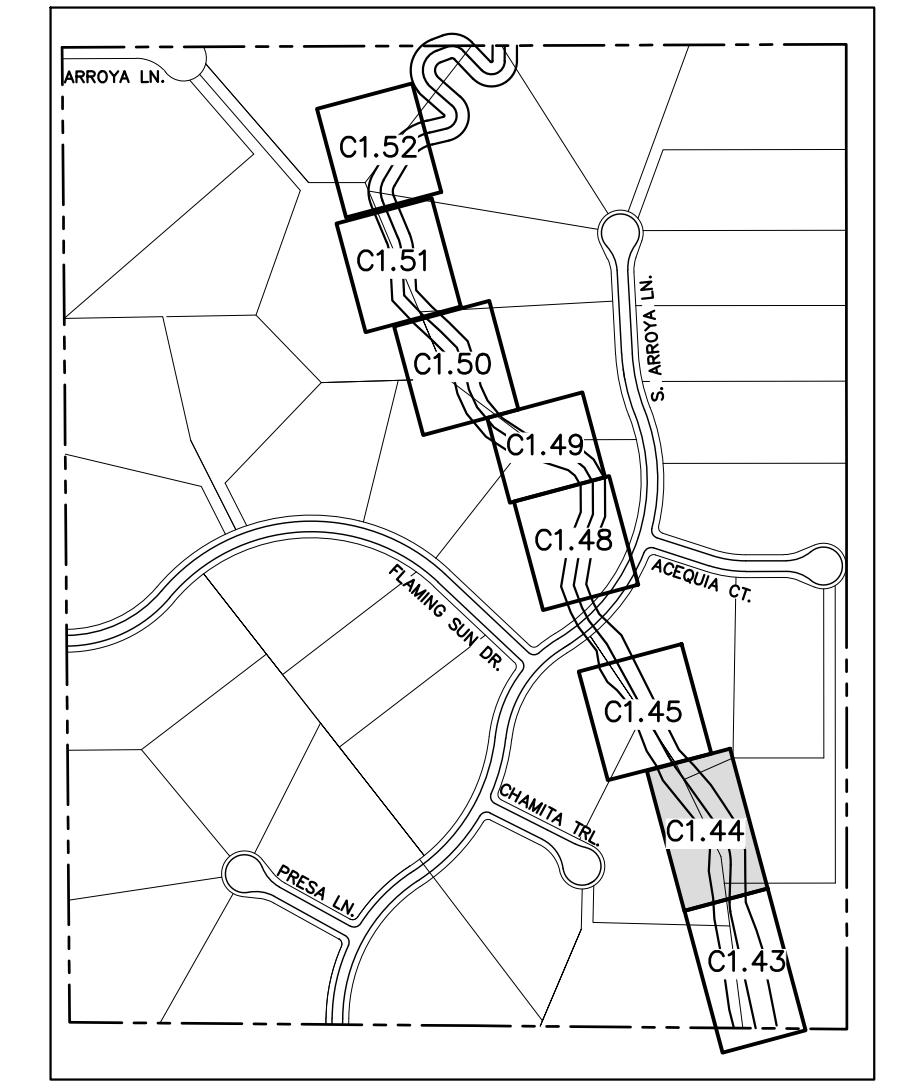 ARROYA LN.
C1.52
C1.51
S. ARROYA LN.
C1.50
C1.49
C1.48
ACEQUIA CT.
FLAMING SUN DR.
C1.45
CHAMITA TRL.
C1.44
PRESA LN.
C1.43